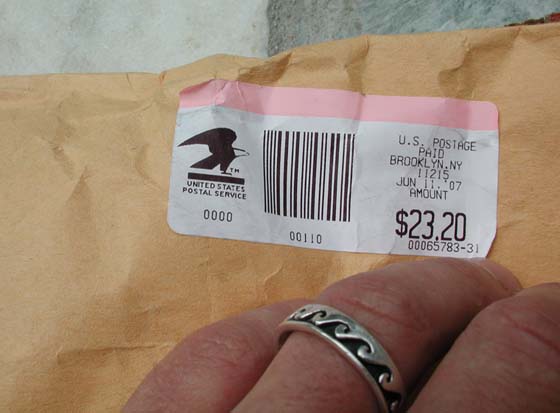 TM
UNITED STATES
POSTAL SERVICE
0000
00110
U.S. POSTAGE
PAID
BROOKLYN.NY
11215
JUN 11.'07
AMOUNT
$23.20
00065783-31